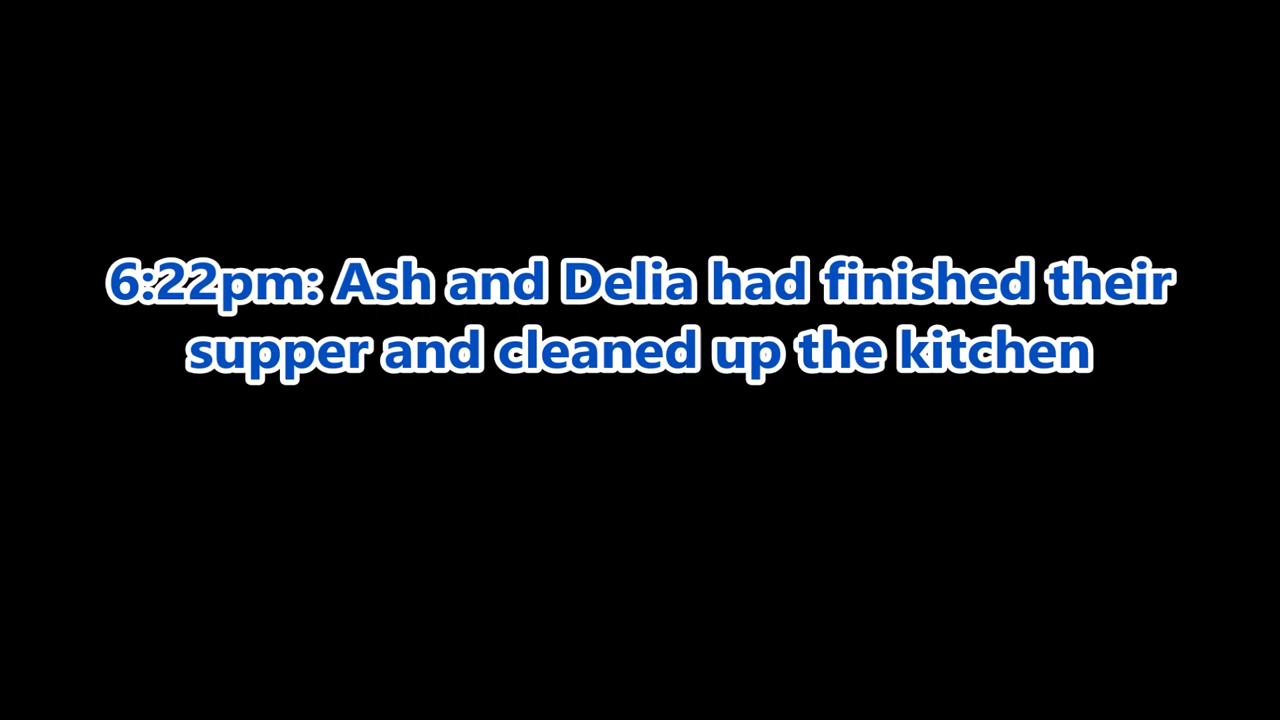 6:22pm: Ash and Delia had finished their
supper and cleaned up the kitchen